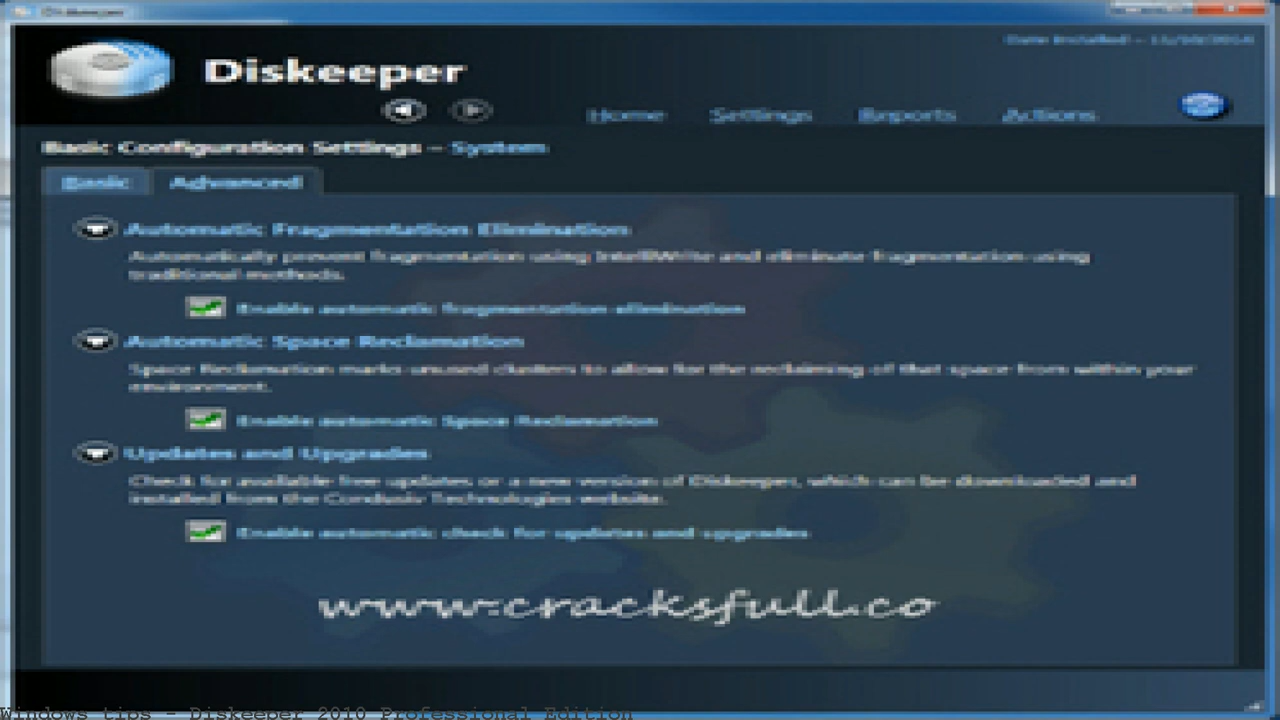 Diskeeper
Date Installed -
Diskeeper
Home Settings Reports Actions
Basic Configuration Settings – System
Basic Advanced
Automatic Fragmentation Elimination
Automatically prevent fragmentation using IntelliWrite and eliminate fragmentation using
traditional methods.
Enable automatic fragmentation elimination
Automatic Space Reclamation
Space Reclamation marks unused clusters to allow for the reclaiming of that space from within your
environment.
Enable automatic Space Reclamation
Updates and Upgrades
Check for available free updates or a new version of Diskeeper, which can be downloaded and
installed from the Condusiv Technologies website.
Enable automatic check for updates and upgrades
www.cracksfull.co
Windows tips - Diskeeper 2010 Professional Edition